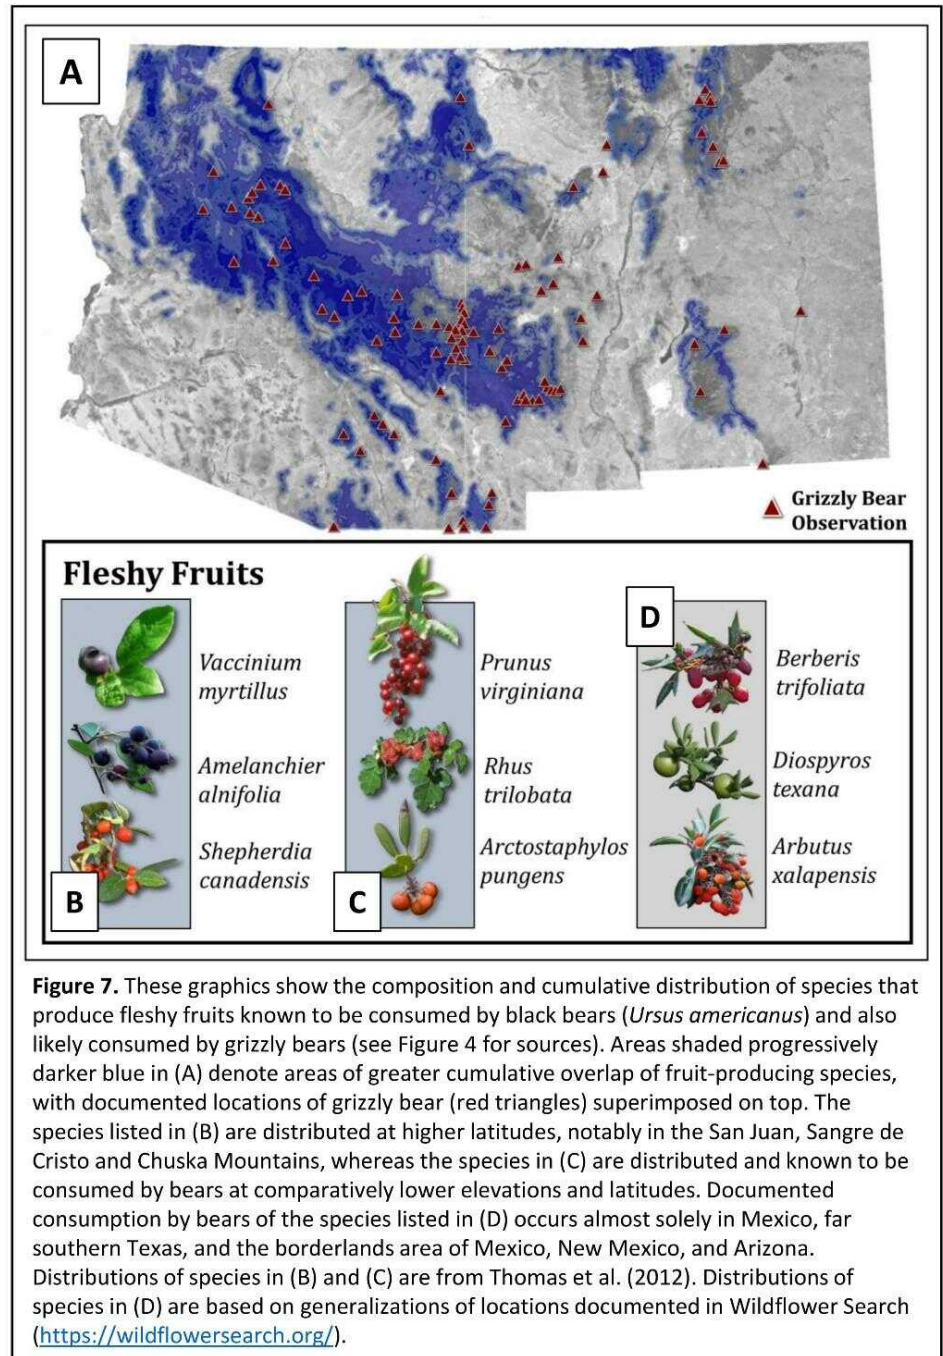 A
Grizzly Bear
Observation
Fleshy Fruits
Vaccinium
myrtillus
Amelanchier
alnifolia
Shepherdia
canadensis
B
Prunus
virginiana
Rhus
trilobata
Arctostaphylos
pungens
C
D
Berberis
trifoliata
Diospyros
texana
Arbutus
xalapensis
Figure 7. These graphics show the composition and cumulative distribution of species that
produce fleshy fruits known to be consumed by black bears (Ursus americanus) and also
likely consumed by grizzly bears (see Figure 4 for sources). Areas shaded progressively
darker blue in (A) denote areas of greater cumulative overlap of fruit-producing species,
with documented locations of grizzly bear (red triangles) superimposed on top. The
species listed in (B) are distributed at higher latitudes, notably in the San Juan, Sangre de
Cristo and Chuska Mountains, whereas the species in (C) are distributed and known to be
consumed by bears at comparatively lower elevations and latitudes. Documented
consumption by bears of the species listed in (D) occurs almost solely in Mexico, far
southern Texas, and the borderlands area of Mexico, New Mexico, and Arizona.
Distributions of species in (B) and (C) are from Thomas et al. (2012). Distributions of
species in (D) are based on generalizations of locations documented in Wildflower Search
(https://wildflowersearch.org/).